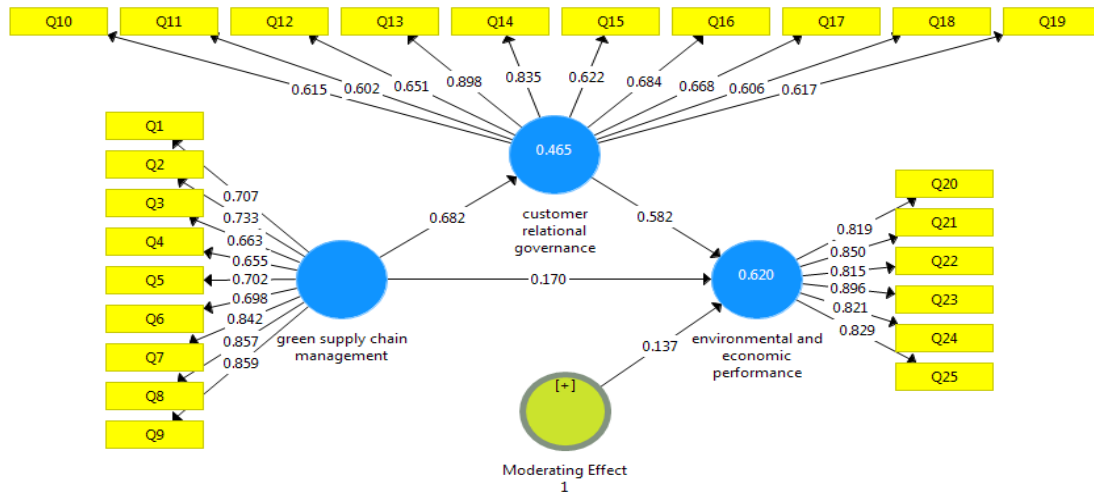 Q10 Q11 Q12 Q13 Q14 Q15 Q16 Q17 Q18 Q19
0.615 0.602 0.651 0.898 0.835 0.622 0.684 0.668 0.606 0.617
Q1
Q2
Q3
Q4
Q5
Q6
Q7
Q8
Q9
0.707
0.733
0.663
0.655
0.702
0.698
0.842
0.857
0.859
green supply chain
management
0.682
0.465
customer
relational
governance
0.582
0.170
0.137
[+]
Moderating Effect
1
0.620
environmental and
economic
performance
0.819
0.850
0.815
0.896
0.821
0.829
Q20
Q21
Q22
Q23
Q24
Q25